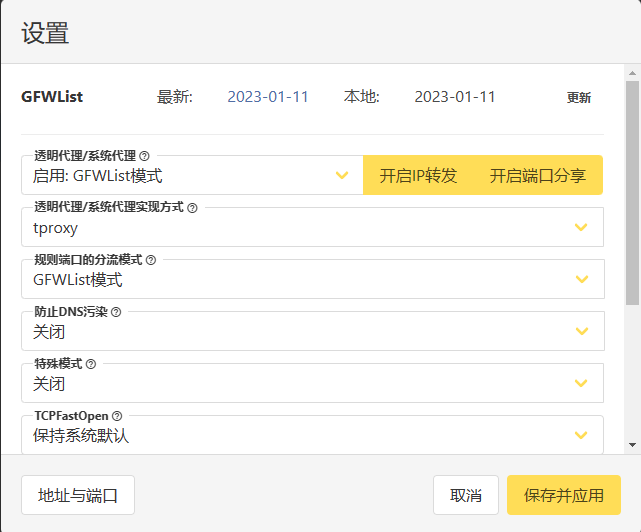 设置
GFWList 最新: 2023-01-11 本地: 2023-01-11 更新
透明代理/系统代理
启用: GFWList模式 开启IP转发 开启端口分享
透明代理/系统代理实现方式
tproxy
规则端口的分流模式
GFWList模式
防止DNS污染
关闭
特殊模式
关闭
TCPFastOpen
保持系统默认
地址与端口 取消 保存并应用